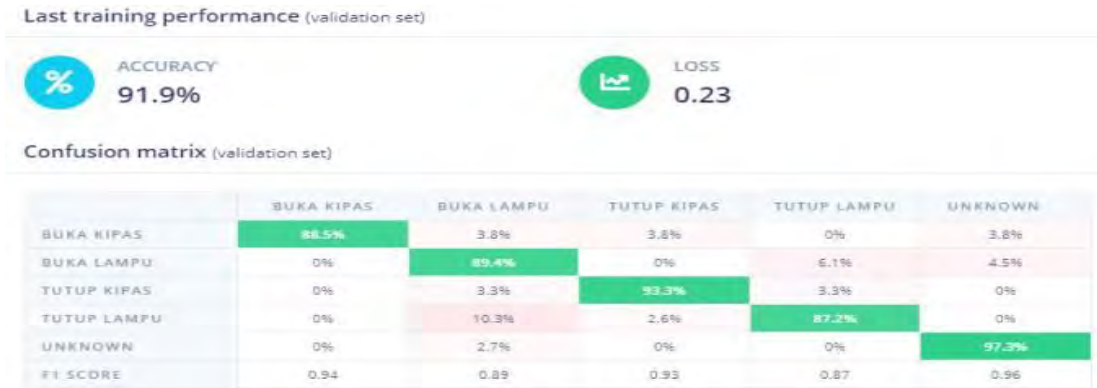 Last training performance (validation set)
ACCURACY
91.9%
LOSS
0.23
Confusion matrix (validation set)
BUKA KIPAS BUKA LAMPU TUTUP KIPAS TUTUP LAMPU UNKNOWN
BUKA KIPAS 88.5% 3.8% 3.8% 0% 3.8%
BUKA LAMPU 0% 89.4% 0% 6.1% 4.5%
TUTUP KIPAS 0% 3.3% 93.3% 3.3% 0%
TUTUP LAMPU 0% 10.3% 2.6% 87.2% 0%
UNKNOWN 0% 2.7% 0% 0% 97.3%
F1 SCORE 0.94 0.89 0.93 0.87 0.96